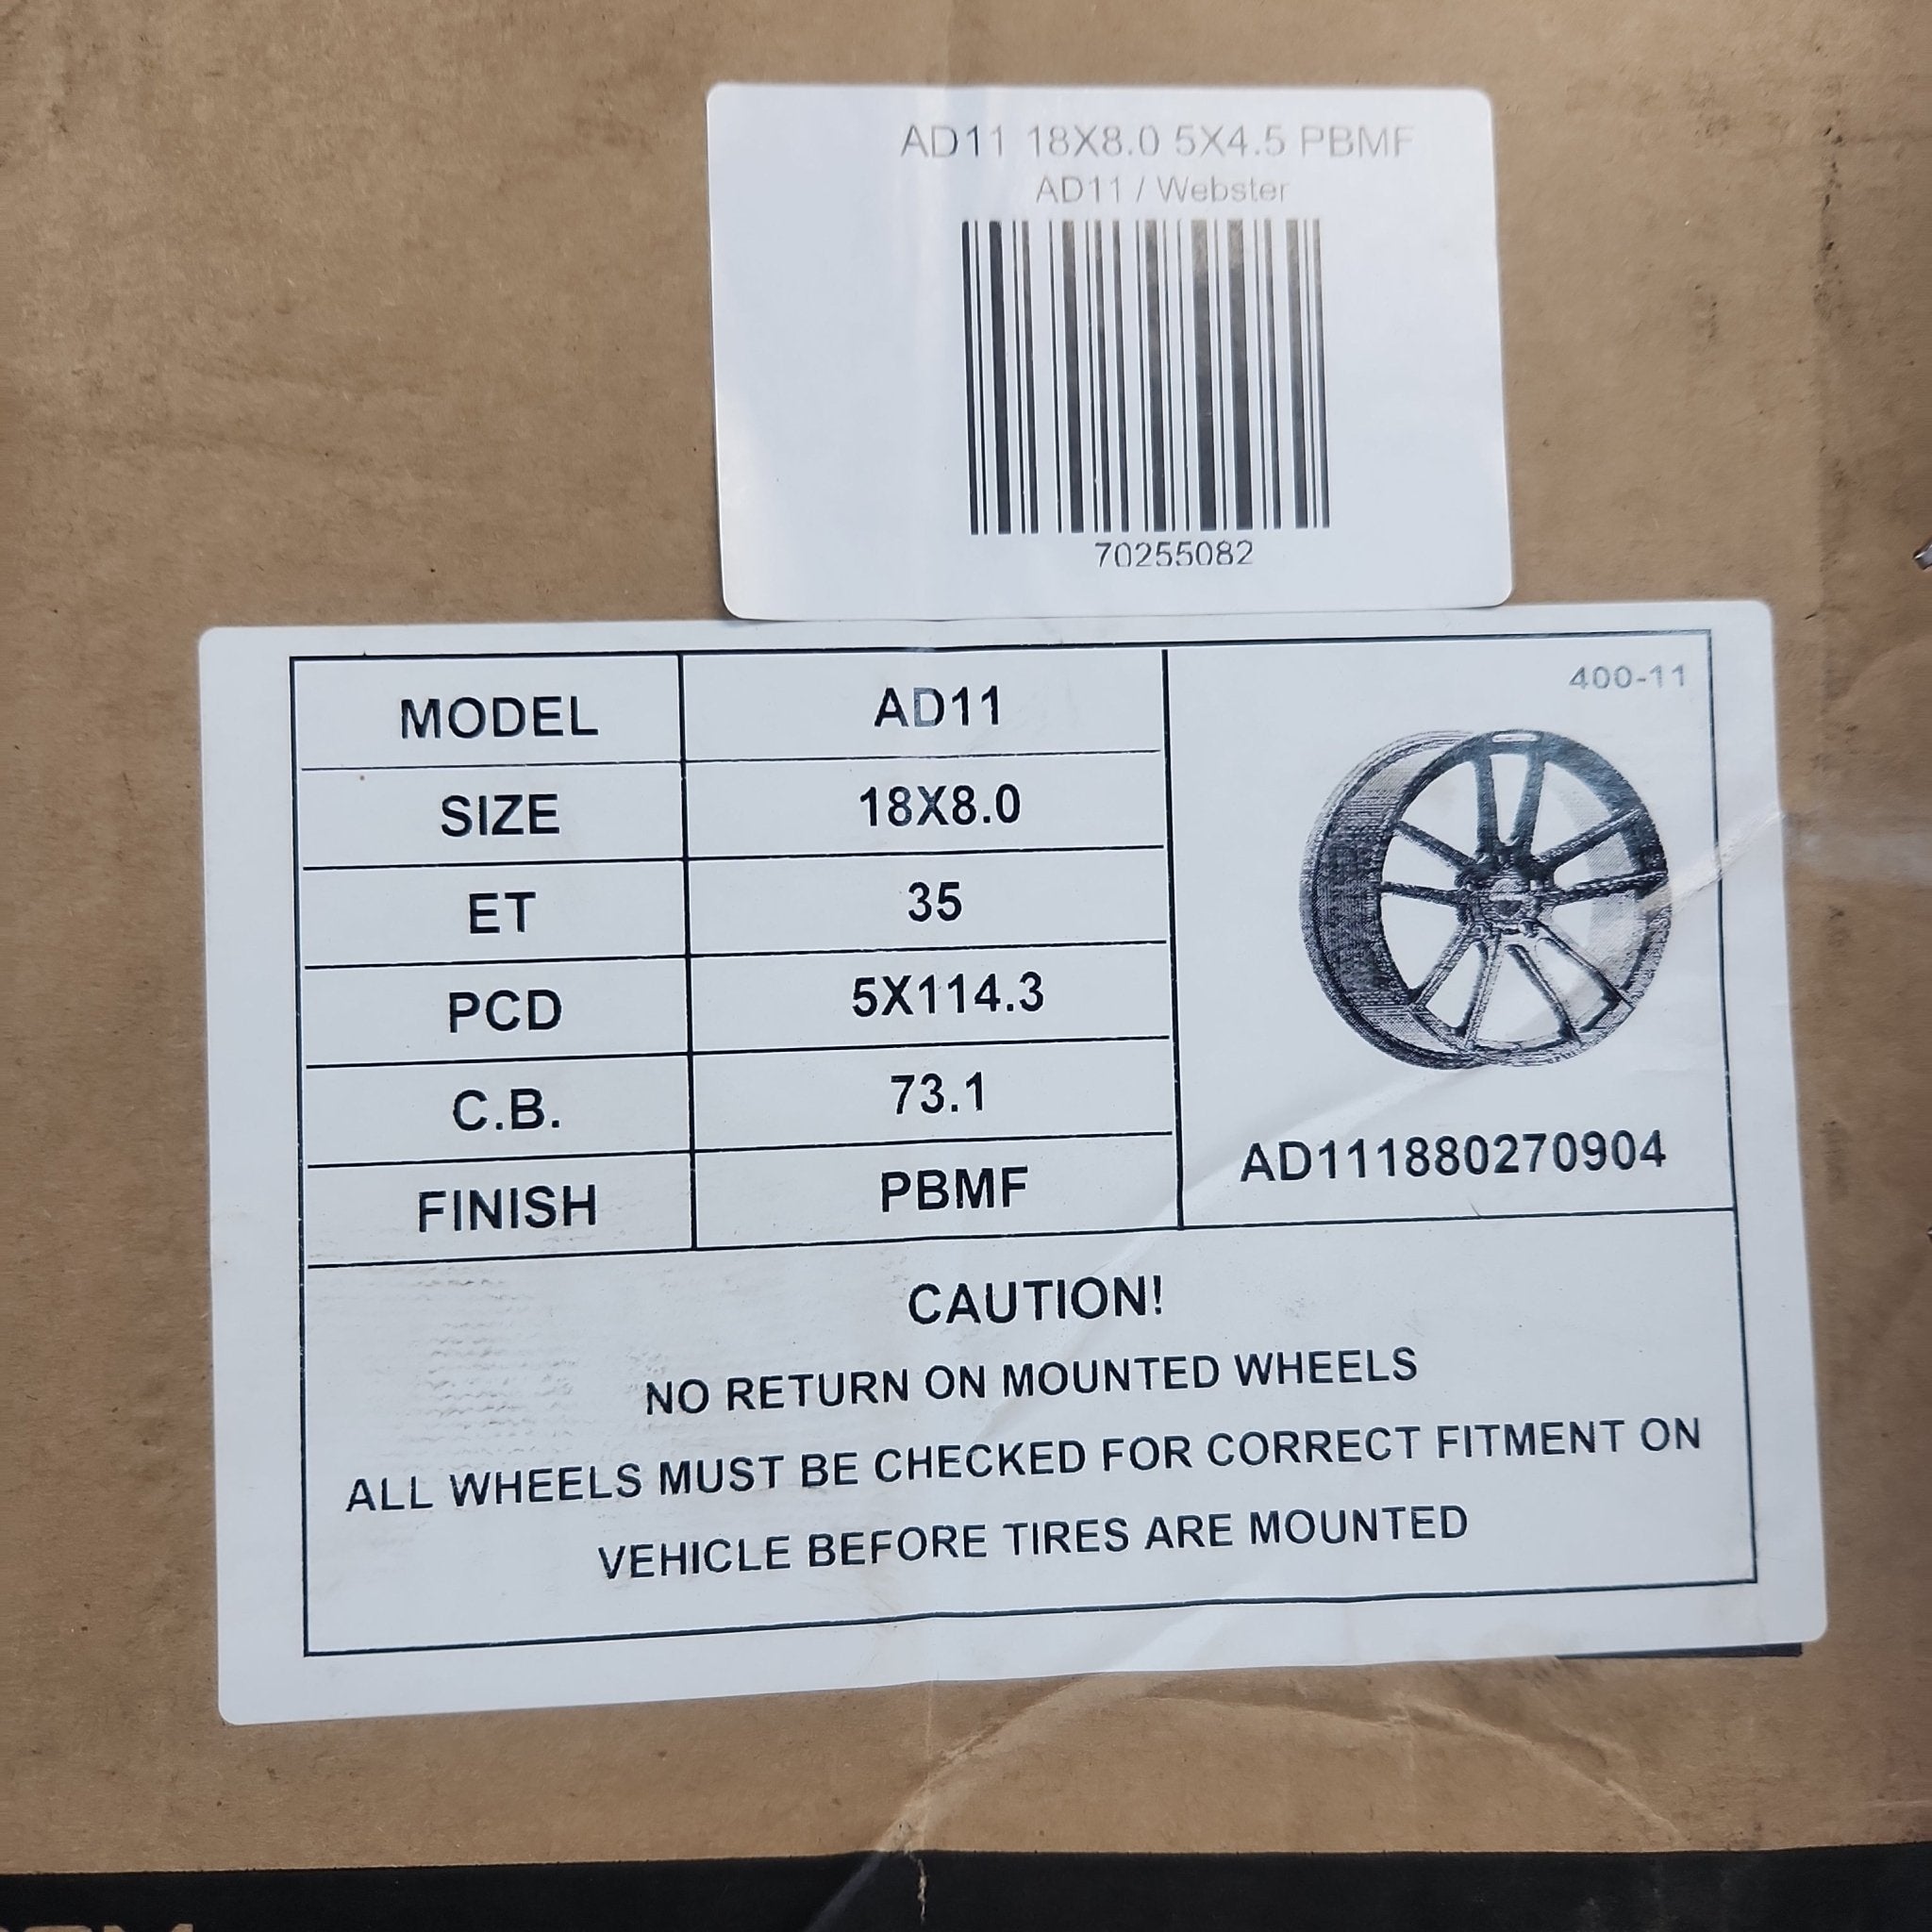 AD11 18X8.0 5X4.5 PBMF
AD11 / Webster
70255082
400-11
MODEL AD11
SIZE 18X8.0
ET 35
PCD 5X114.3
C.B. 73.1
FINISH PBMF
AD111880270904
CAUTION!
NO RETURN ON MOUNTED WHEELS
ALL WHEELS MUST BE CHECKED FOR CORRECT FITMENT ON
VEHICLE BEFORE TIRES ARE MOUNTED